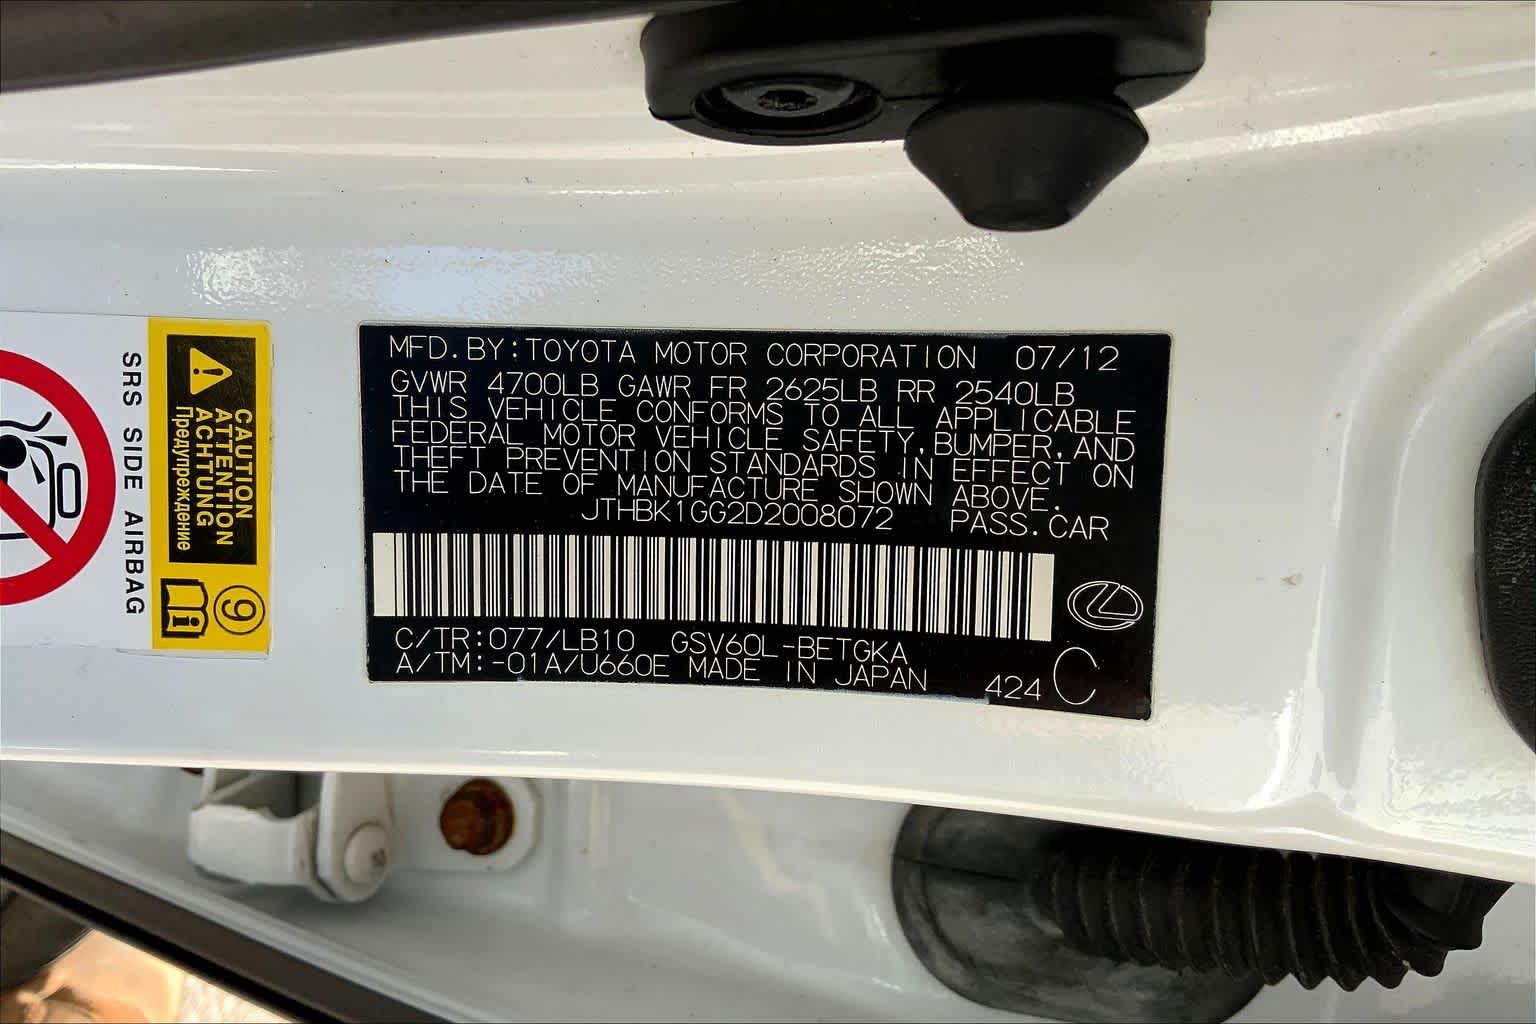 MFD.BY:TOYOTA MOTOR CORPORATION 07/12
GVWR 4700LB GAWR FR 2625LB RR 2540LB
THIS VEHICLE CONFORMS TO ALL APPLICABLE
FEDERAL MOTOR VEHICLE SAFETY,BUMPER,AND
THEFT PREVENTION STANDARDS IN EFFECT ON
THE DATE OF MANUFACTURE SHOWN ABOVE.
JTHBK1GG2D2008072 PASS.CAR
C/TR:077/LB10 GSV60L-BETGKA
A/TM:-01A/U660E MADE IN JAPAN 424 C
CAUTION
ATTENTION
ACHTUNG
Предупреждение
9
SRS SIDE AIRBAG